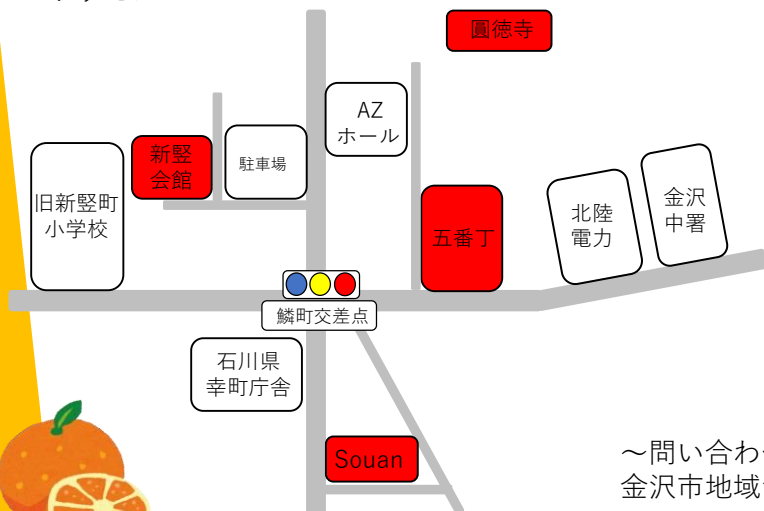 圓徳寺
AZ
ホール
新竪
会館
駐車場
旧新竪町
小学校
五番丁
北陸
電力
金沢
中署
鱗町交差点
石川県
幸町庁舎
Souan
～問い合わ
金沢市地域